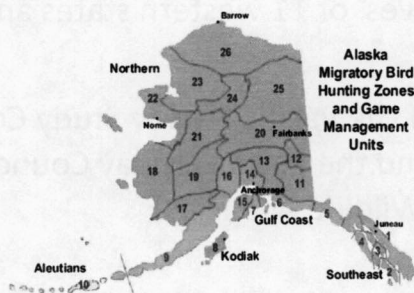 Barrow
26
Northern
23
25
22
24
Nome
21
20
Fairbanks
13
12
18
19
16
14
11
Anchorage
17
15
7
6
5
Gulf Coast
Juneau
1
4
3
2
8
Kodiak
9
Southeast
Aleutians
10
Alaska
Migratory Bird
Hunting Zones
and Game
Management
Units